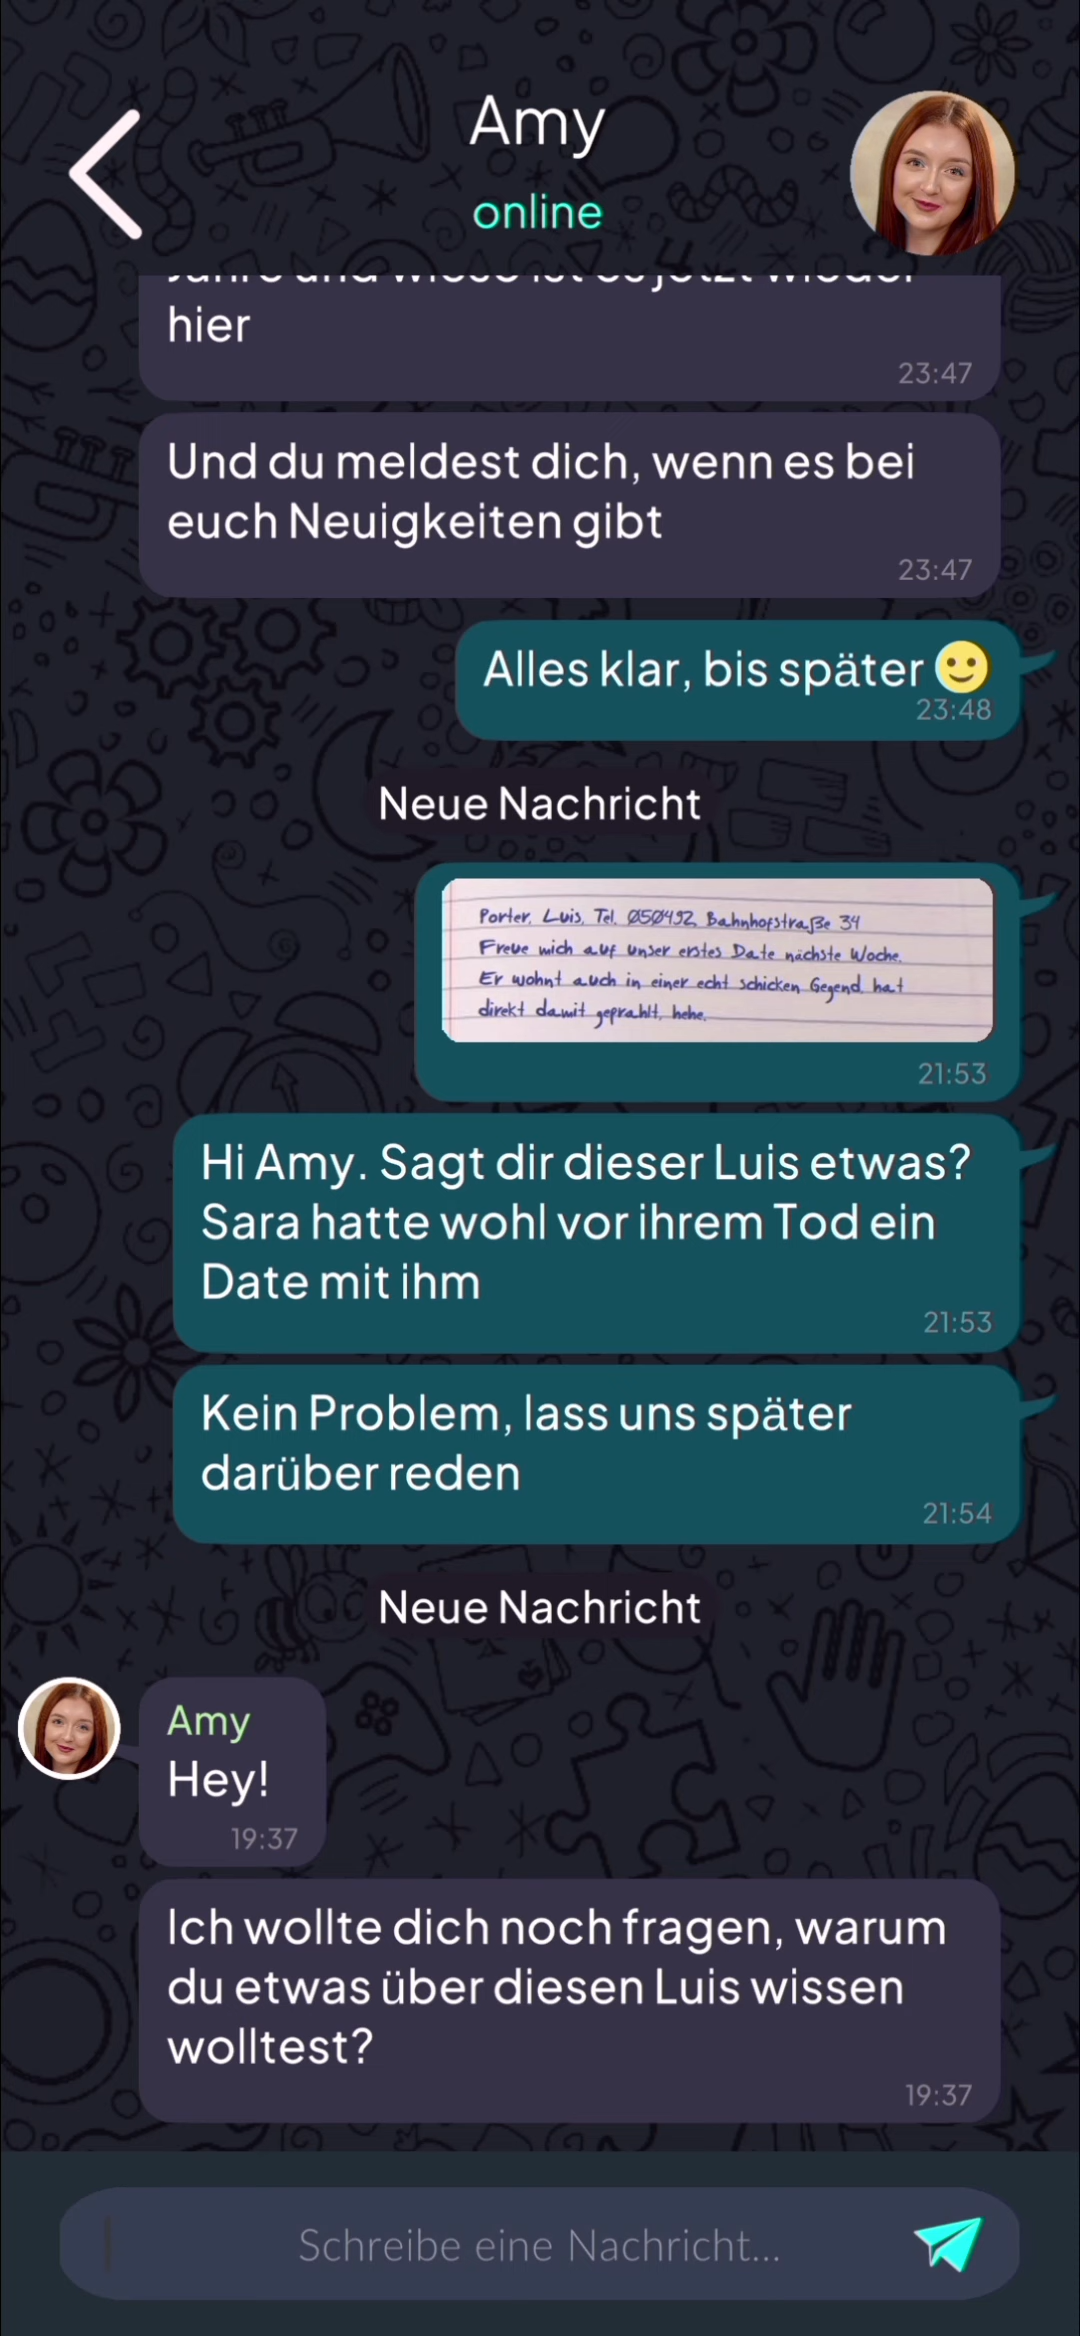 Amy
online
hier
23:47
Und du meldest dich, wenn es bei
euch Neuigkeiten gibt
23:47
Alles klar, bis später 🙂
23:48
Neue Nachricht
Porter, Luis, Tel. 050492, Bahnhofstraße 34
Freue mich auf unser erstes Date nächste Woche.
Er wohnt auch in einer echt schicken Gegend, hat
direkt damit geprahlt, hehe.
21:53
Hi Amy. Sagt dir dieser Luis etwas?
Sara hatte wohl vor ihrem Tod ein
Date mit ihm
21:53
Kein Problem, lass uns später
darüber reden
21:54
Neue Nachricht
Amy
Hey!
19:37
Ich wollte dich noch fragen, warum
du etwas über diesen Luis wissen
wolltest?
19:37
Schreibe eine Nachricht...